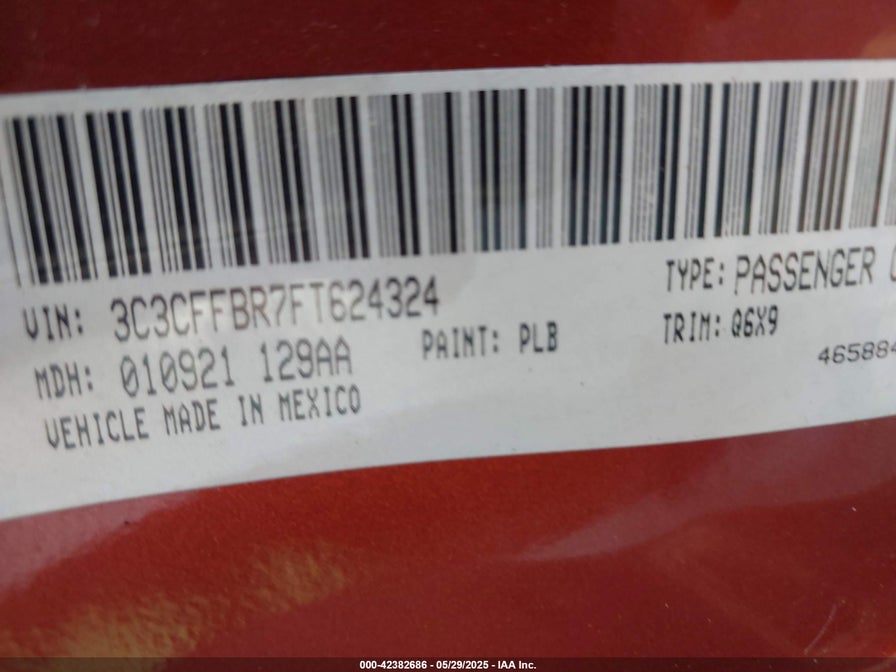 VIN: 3C3CFFBR7FT624324
TYPE: PASSENGER
MDH: 010921 129AA
PAINT: PLB
TRIM: Q6X9
VEHICLE MADE IN MEXICO
465884
000-42382686 - 05/29/2025 - IAA Inc.